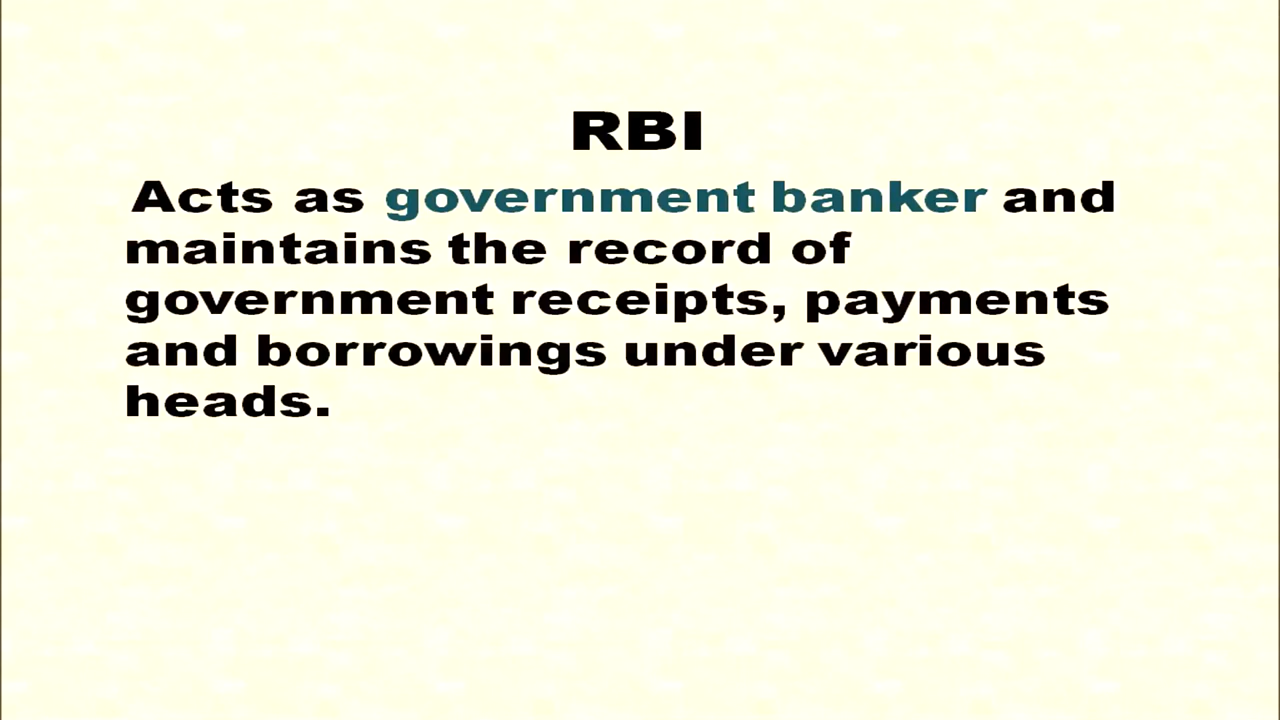 RBI
Acts as government banker and
maintains the record of
government receipts, payments
and borrowings under various
heads.